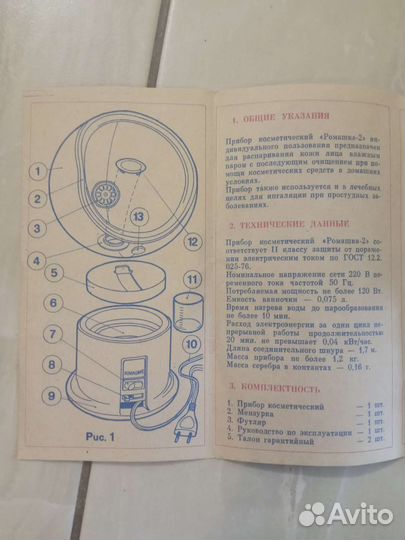 1
2
3
4
5
6
7
8
9
10
11
12
13
РОМАШКА
Рис. 1
1. ОБЩИЕ УКАЗАНИЯ
Прибор косметический «Ромашка-2» ин-
дивидуального пользования предназначен
для распаривания кожи лица влажным
паром с последующим очищением при по-
мощи косметических средств в домашних
условиях.
Прибор также используется и в лечебных
целях для ингаляции при простудных за-
болеваниях.
2. ТЕХНИЧЕСКИЕ ДАННЫЕ
Прибор косметический «Ромашка-2» со-
ответствует II классу защиты от пораже-
ния электрическим током по ГОСТ 12.2.
025-76.
Номинальное напряжение сети 220 В пе-
ременного тока частотой 50 Гц.
Потребляемая мощность не более 120 Вт.
Емкость ванночки — 0,075 л.
Время нагрева воды до парообразования
не более 10 мин.
Расход электроэнергии за один цикл не-
прерывной работы продолжительностью
20 мин. не превышает 0,04 кВт/час.
Длина соединительного шнура — 1,7 м.
Масса прибора не более 1,2 кг.
Масса серебра в контактах — 0,16 г.
3. КОМПЛЕКТНОСТЬ
1. Прибор косметический — 1 шт.
2. Мензурка — 1 шт.
3. Футляр — 1 шт.
4. Руководство по эксплуатации — 1 шт.
5. Талон гарантийный — 2 шт.
Avito